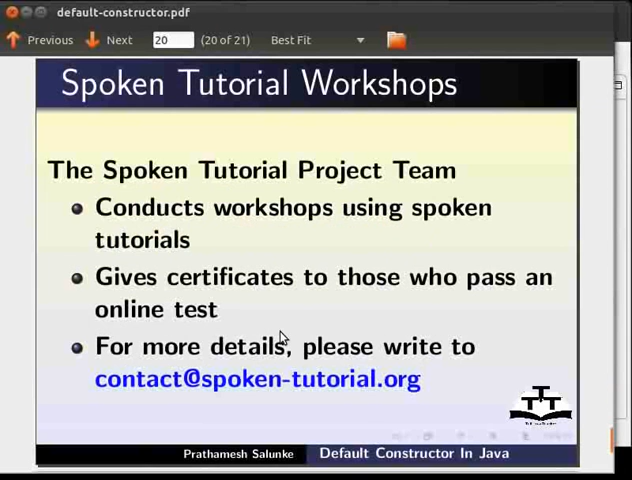 default-constructor.pdf
Previous Next 20 (20 of 21) Best Fit
Spoken Tutorial Workshops
The Spoken Tutorial Project Team
Conducts workshops using spoken
tutorials
Gives certificates to those who pass an
online test
For more details, please write to
contact@spoken-tutorial.org
Prathamesh Salunke Default Constructor In Java